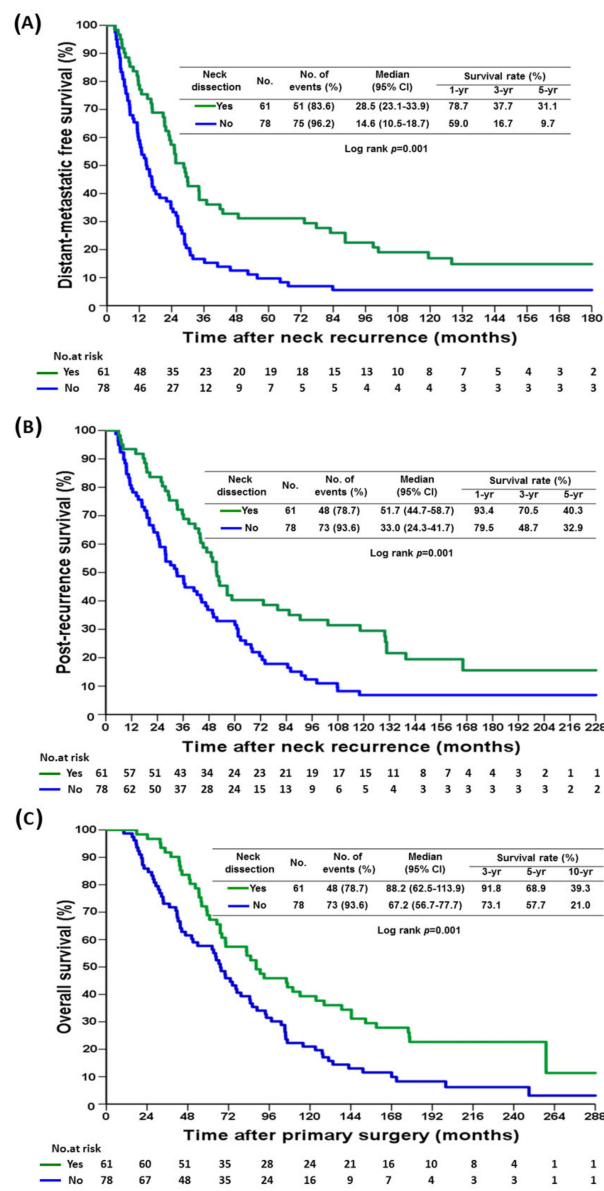 (A)
Distant-metastatic free survival (%)
100
90
80
70
60
50
40
30
20
10
0
Neck dissection No. No. of events (%) Median (95% CI) Survival rate (%)
1-yr 3-yr 5-yr
Yes 61 51 (83.6) 28.5 (23.1-33.9) 78.7 37.7 31.1
No 78 75 (96.2) 14.6 (10.5-18.7) 59.0 16.7 9.7
Log rank p=0.001
0 12 24 36 48 60 72 84 96 108 120 132 144 156 168 180
Time after neck recurrence (months)
No.at risk
Yes 61 48 35 23 20 19 18 15 13 10 8 7 5 4 3 2
No 78 46 27 12 9 7 5 5 4 4 4 3 3 3 3 3
(B)
Post-recurrence survival (%)
100
90
80
70
60
50
40
30
20
10
0
Neck dissection No. No. of events (%) Median (95% CI) Survival rate (%)
1-yr 3-yr 5-yr
Yes 61 48 (78.7) 51.7 (44.7-58.7) 93.4 70.5 40.3
No 78 73 (93.6) 33.0 (24.3-41.7) 79.5 48.7 32.9
Log rank p=0.001
0 12 24 36 48 60 72 84 96 108 120 132 144 156 168 180 192 204 216 228
Time after neck recurrence (months)
No.at risk
Yes 61 57 51 43 34 24 23 21 19 17 15 11 8 7 4 4 3 2 1 1
No 78 62 50 37 28 24 15 13 9 6 5 4 3 3 3 3 3 3 2 2
(C)
Overall survival (%)
100
90
80
70
60
50
40
30
20
10
0
Neck dissection No. No. of events (%) Median (95% CI) Survival rate (%)
3-yr 5-yr 10-yr
Yes 61 48 (78.7) 88.2 (62.5-113.9) 91.8 68.9 39.3
No 78 73 (93.6) 67.2 (56.7-77.7) 73.1 57.7 21.0
Log rank p=0.001
0 24 48 72 96 120 144 168 192 216 240 264 288
Time after primary surgery (months)
No.at risk
Yes 61 60 51 35 28 24 21 16 10 8 4 1 1
No 78 67 48 35 24 16 9 7 4 3 3 1 1